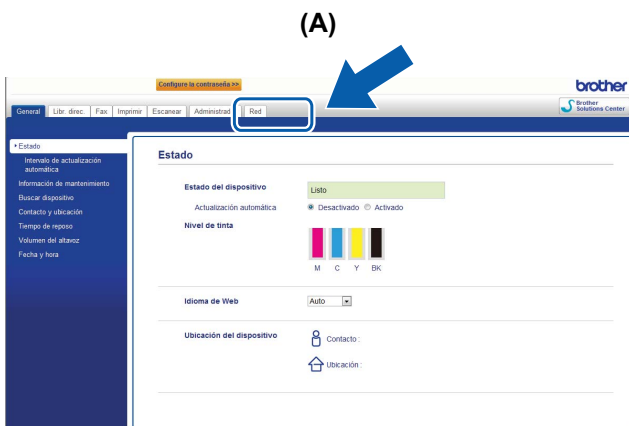 (A)
Configure la contraseña >>
brother
General Libr. direc. Fax Imprimir Escanear Administrad Red
Brother
Solutions Center
• Estado
Intervalo de actualización
automática
Información de mantenimiento
Buscar dispositivo
Contacto y ubicación
Tiempo de reposo
Volumen del altavoz
Fecha y hora
Estado
Estado del dispositivo Listo
Actualización automática Desactivado Activado
Nivel de tinta
M C Y BK
Idioma de Web Auto
Ubicación del dispositivo Contacto :
Ubicación :